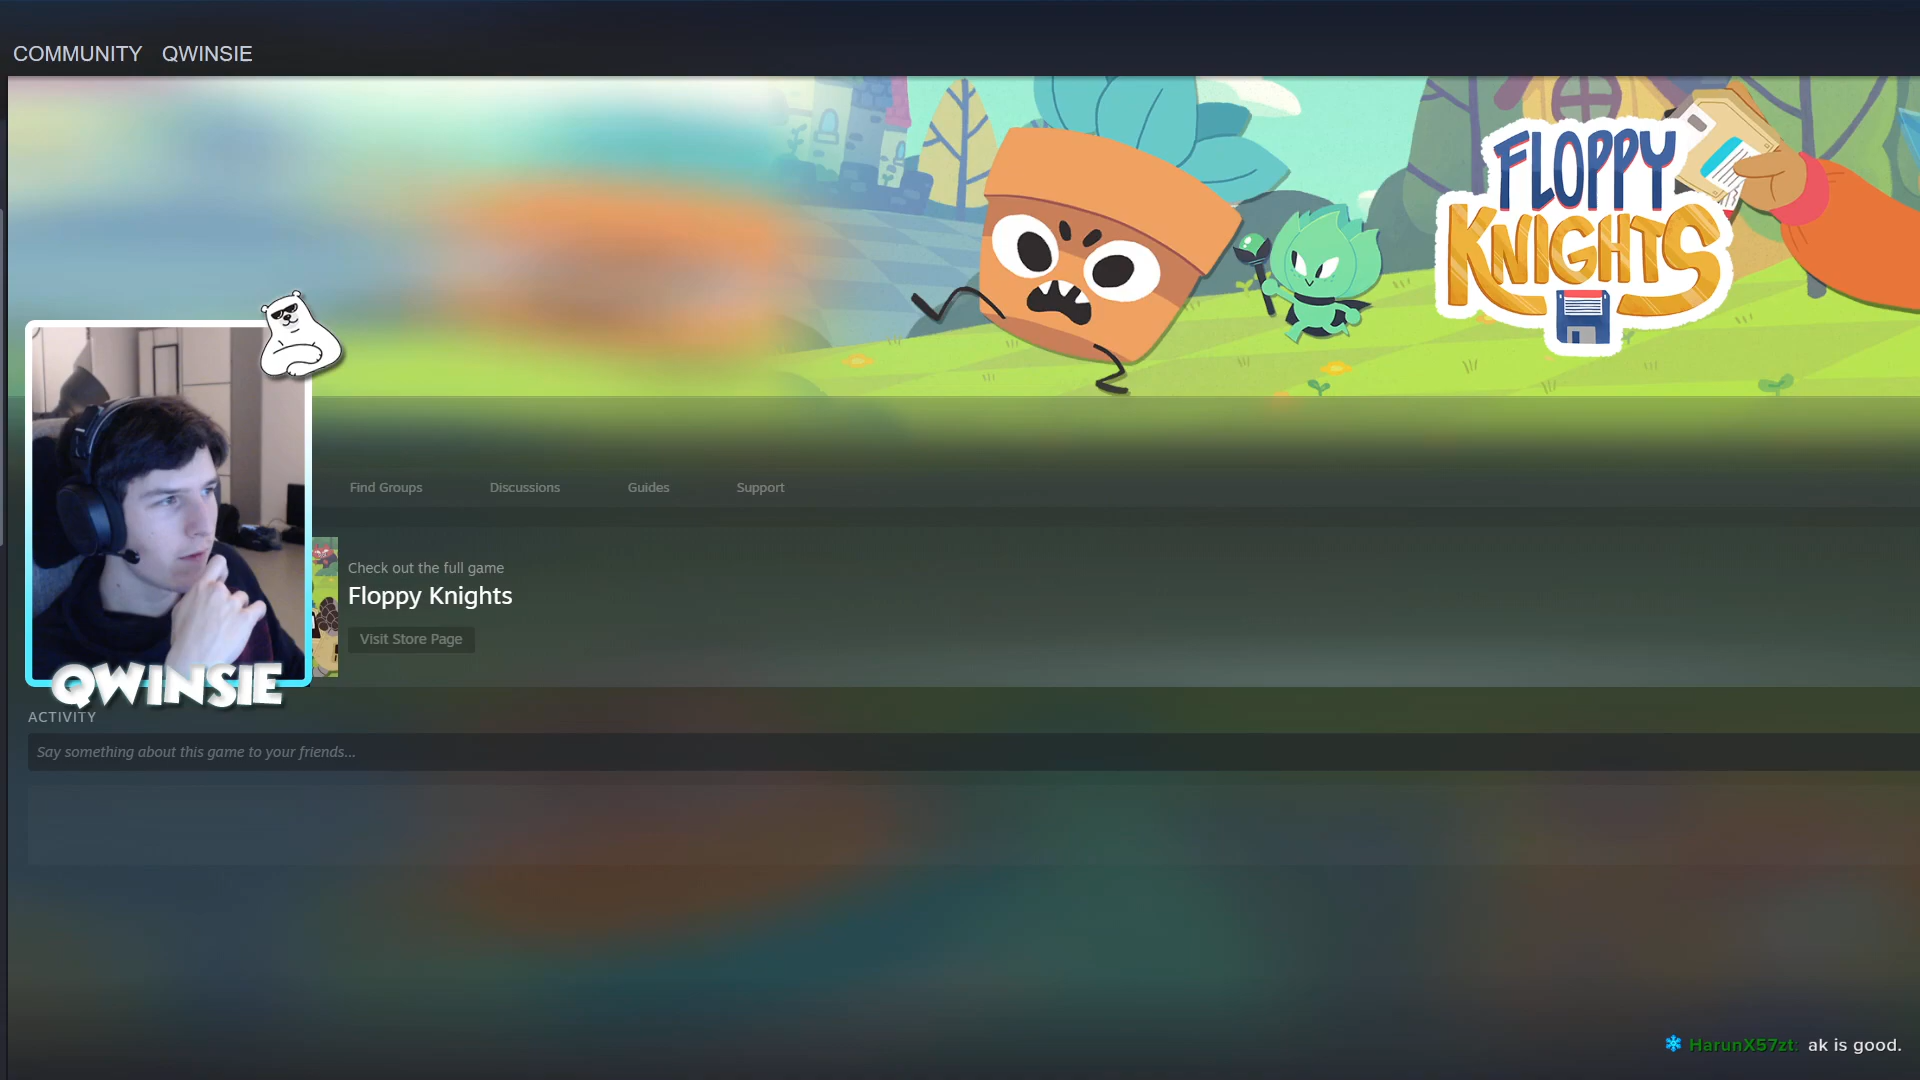 COMMUNITY QWINSIE
FLOPPY
KNIGHTS
Find Groups Discussions Guides Support
Check out the full game
Floppy Knights
Visit Store Page
QWINSIE
ACTIVITY
Say something about this game to your friends...
HarunX57zt: ak is good.